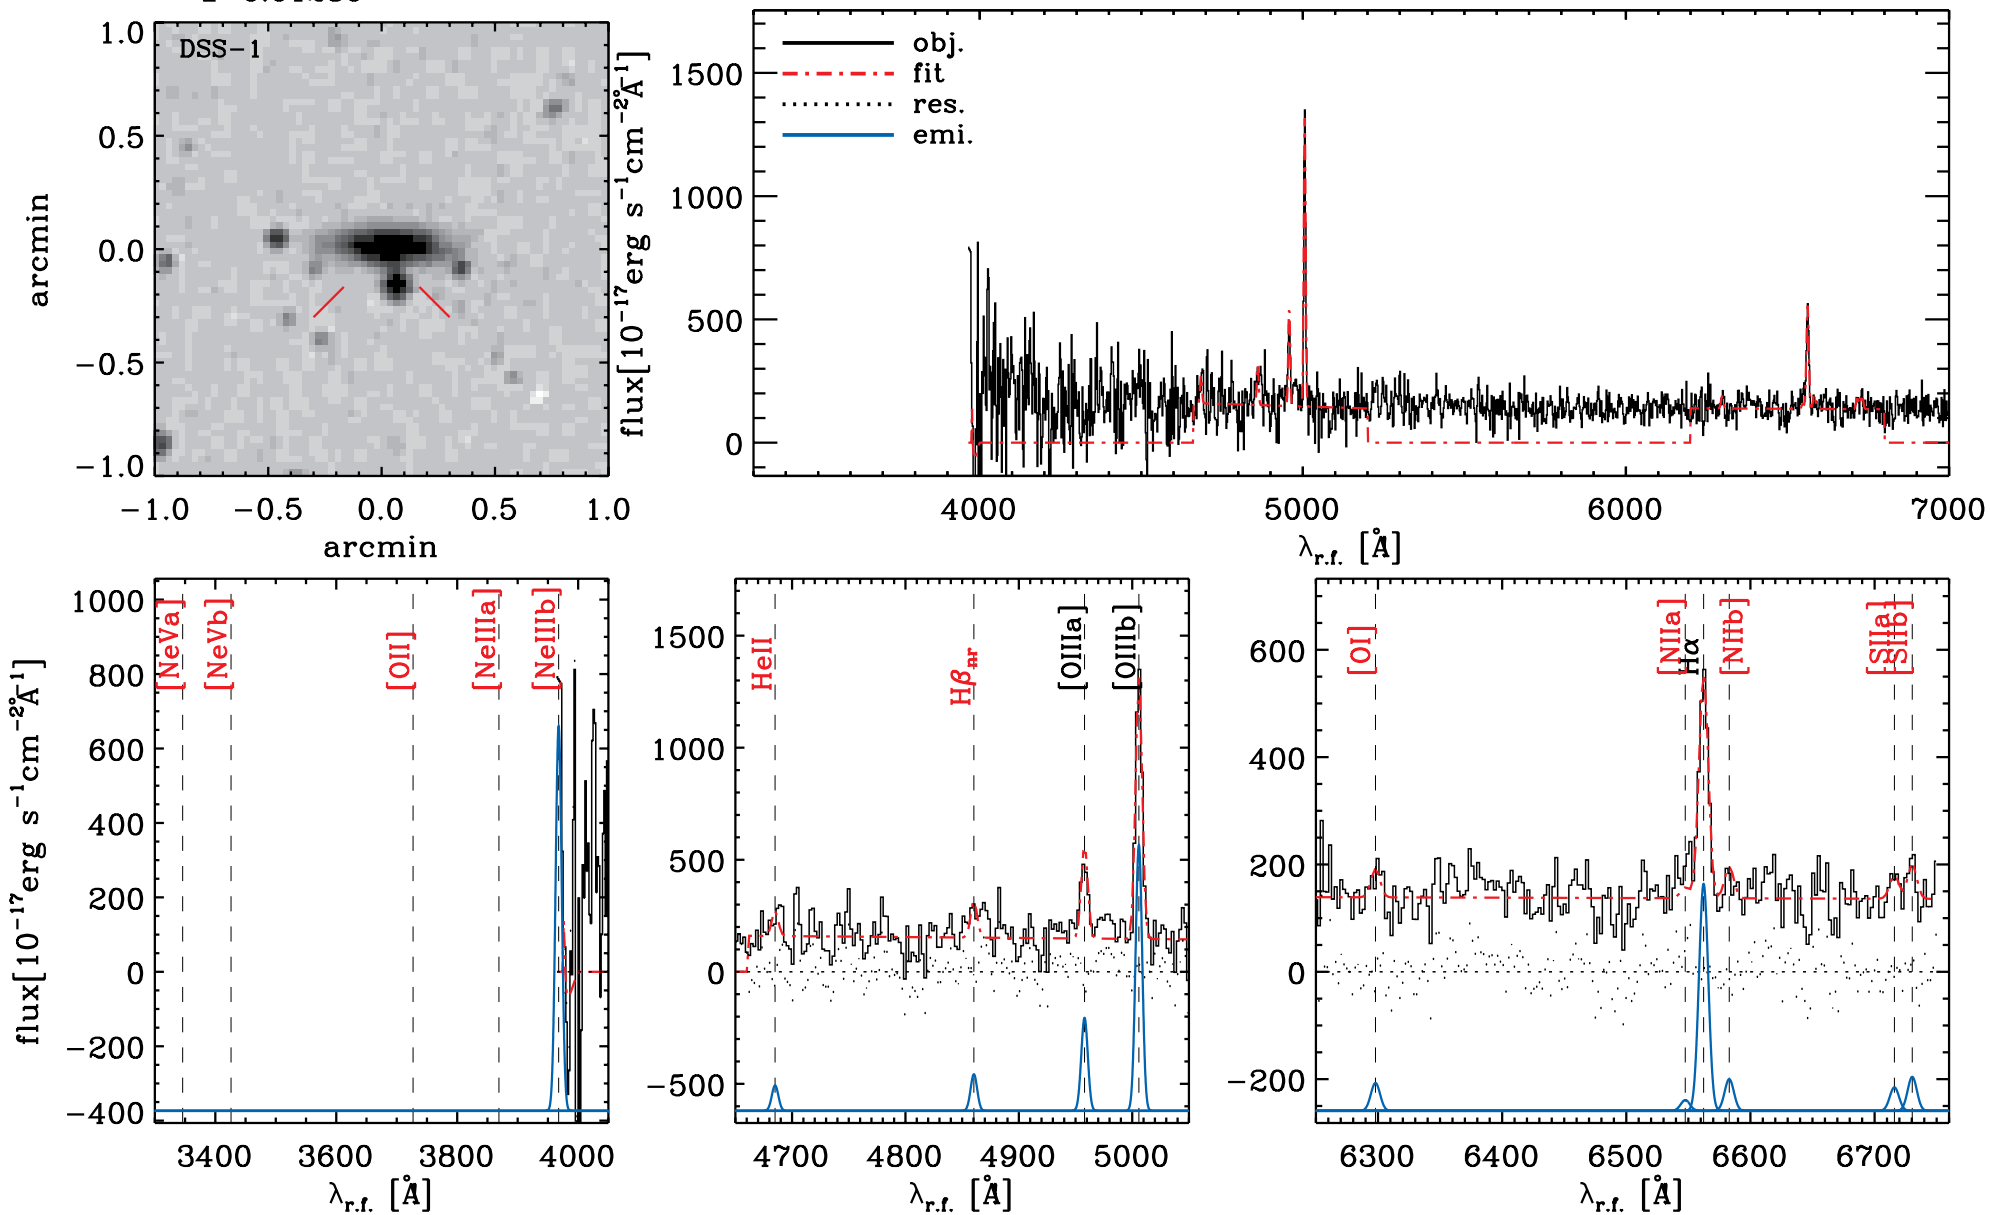 DSS−1
1.0
0.5
0.0
−0.5
−1.0
arcmin
−1.0 −0.5 0.0 0.5 1.0
arcmin
flux[10⁻¹⁷erg s⁻¹cm⁻²Å⁻¹]
1500
1000
500
0
obj.
fit
res.
emi.
4000 5000 6000 7000
λr.f. [Å]
flux[10⁻¹⁷erg s⁻¹cm⁻²Å⁻¹]
1000
800
600
400
200
0
−200
−400
[NeVa] [NeVb] [OII] [NeIIIa] [NeIIIb]
3400 3600 3800 4000
λr.f. [Å]
1500
1000
500
0
−500
HeII Hβnr [OIIIa] [OIIIb]
4700 4800 4900 5000
λr.f. [Å]
600
400
200
0
−200
[OI] [NIIa] Hα [NIIb] [SIIa] [SIIb]
6300 6400 6500 6600 6700
λr.f. [Å]